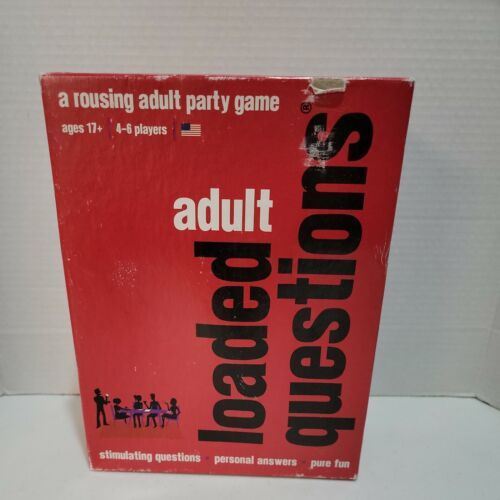 a rousing adult party game
ages 17+ | 4-6 players |
adult
loaded
questions®
stimulating questions • personal answers • pure fun